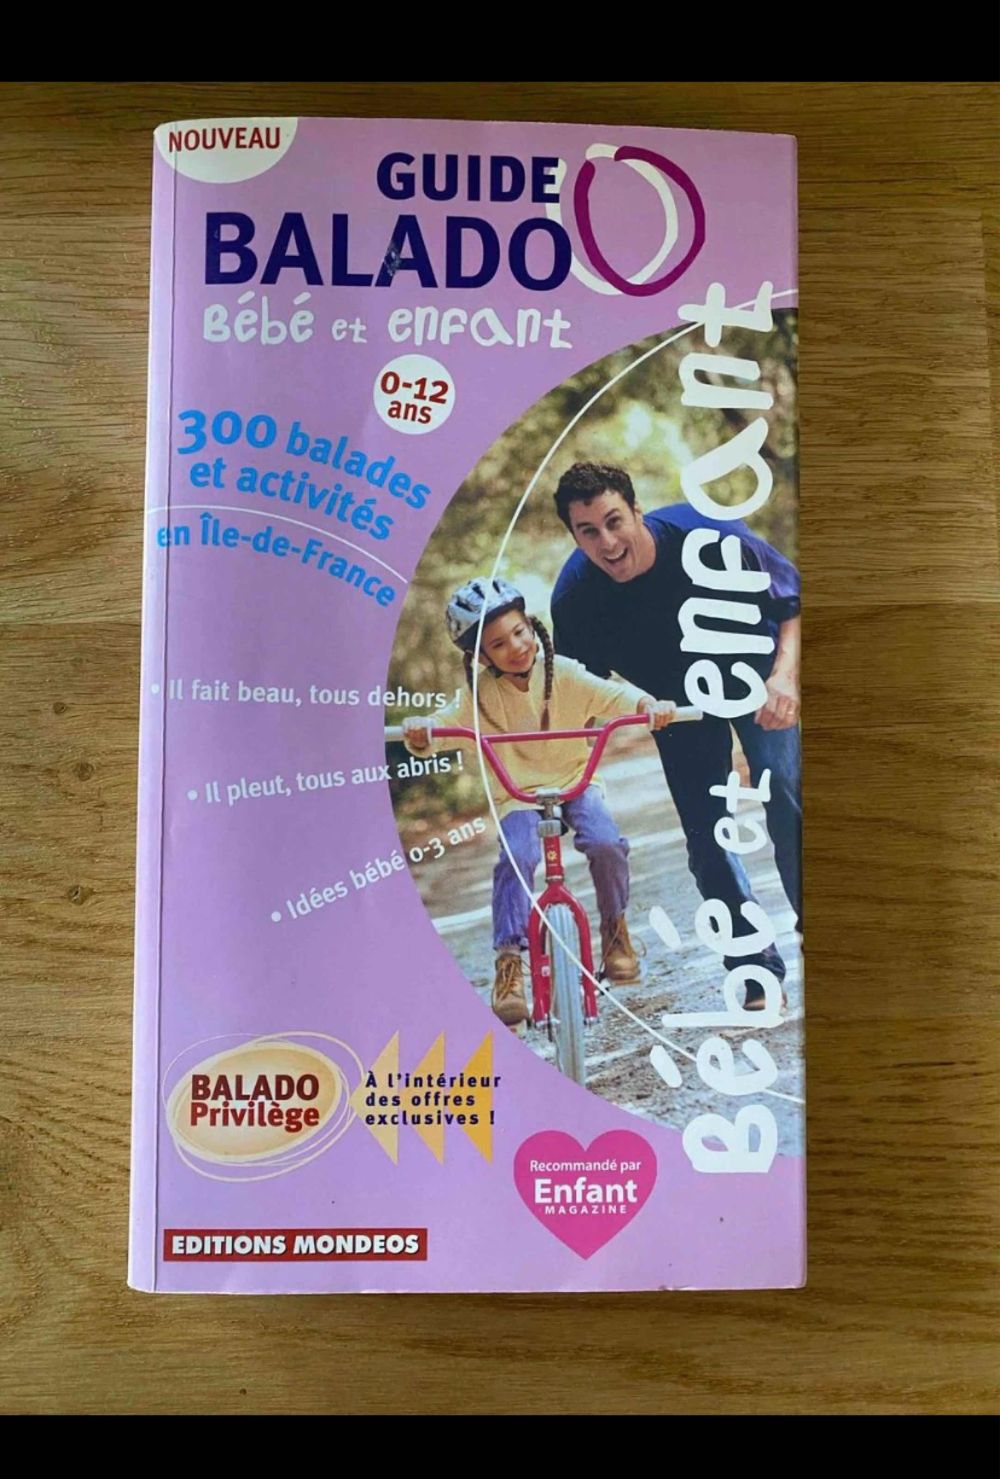 NOUVEAU
GUIDE
BALADO
Bébé et enfant
0-12
ans
300 balades
et activités
en Île-de-France
• Il fait beau, tous dehors !
• Il pleut, tous aux abris !
• Idées bébé 0-3 ans
Bébé et enfant
BALADO
Privilège
À l'intérieur
des offres
exclusives !
Recommandé par
Enfant
MAGAZINE
EDITIONS MONDEOS